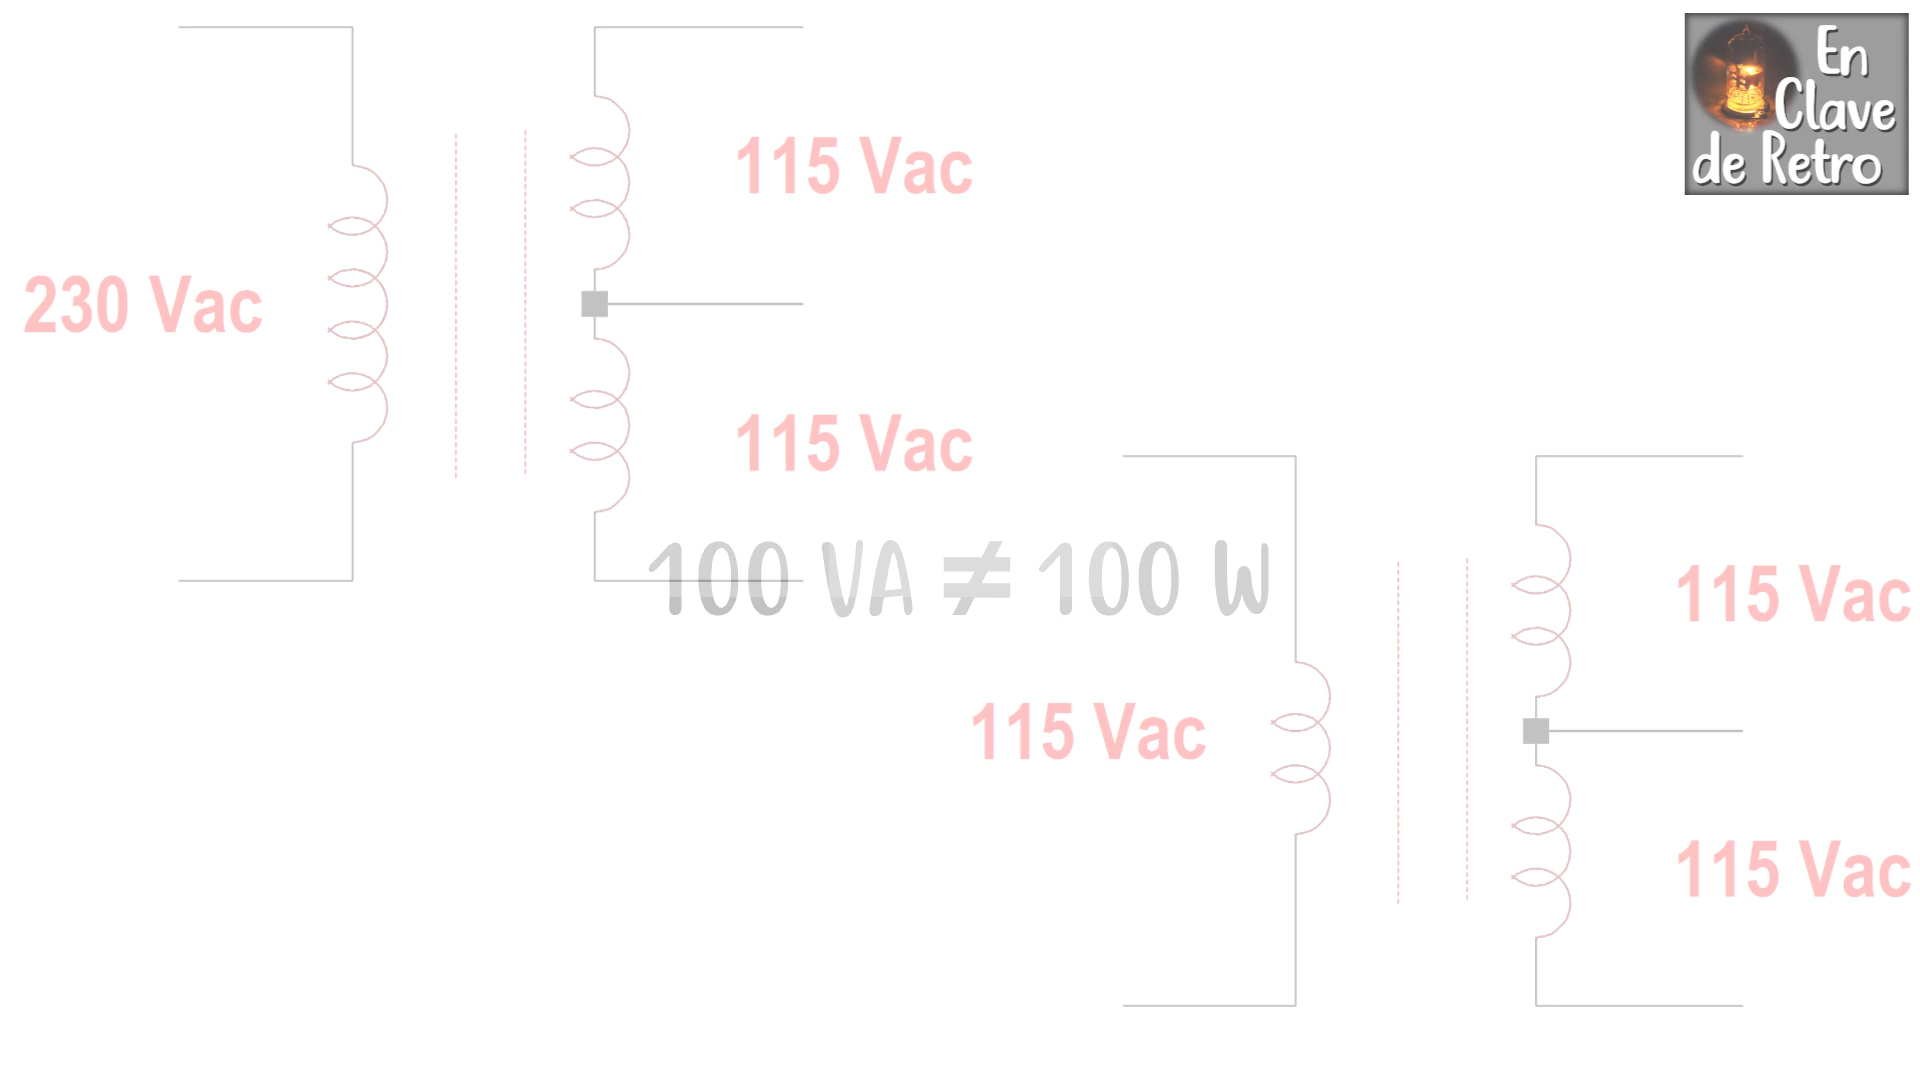 En
Clave
de Retro
115 Vac
230 Vac
115 Vac
100 VA ≠ 100 W
115 Vac
115 Vac
115 Vac